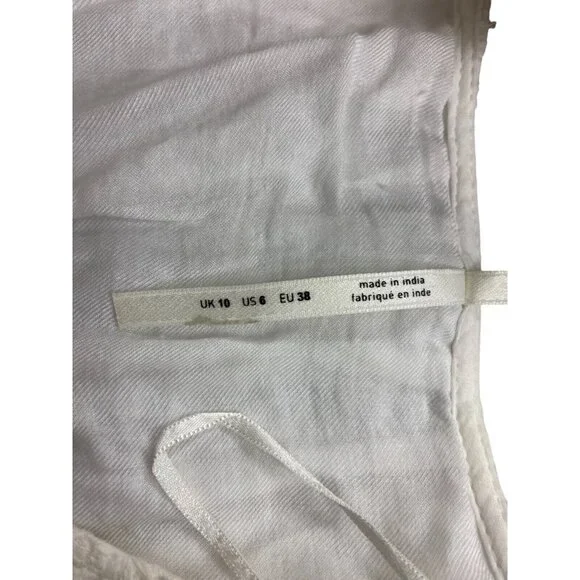 UK 10 US 6 EU 38
made in india
fabriqué en inde